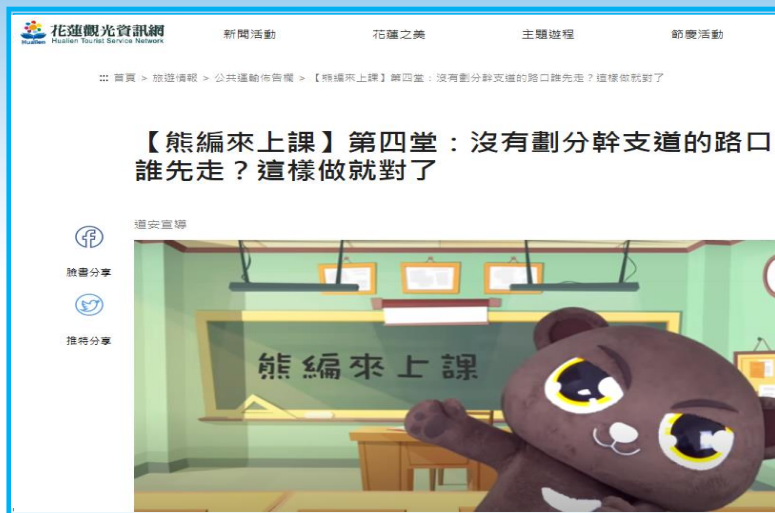 花蓮觀光資訊網
Hualien Tourist Service Network
Hualien
新聞活動
花蓮之美
主題遊程
節慶活動
::: 首頁 > 旅遊情報 > 公共運輸佈告欄 > 【熊編來上課】第四堂：沒有劃分幹支道的路口誰先走？這樣做就對了
【熊編來上課】第四堂：沒有劃分幹支道的路口
誰先走？這樣做就對了
道安宣導
臉書分享
推特分享
熊編來上課